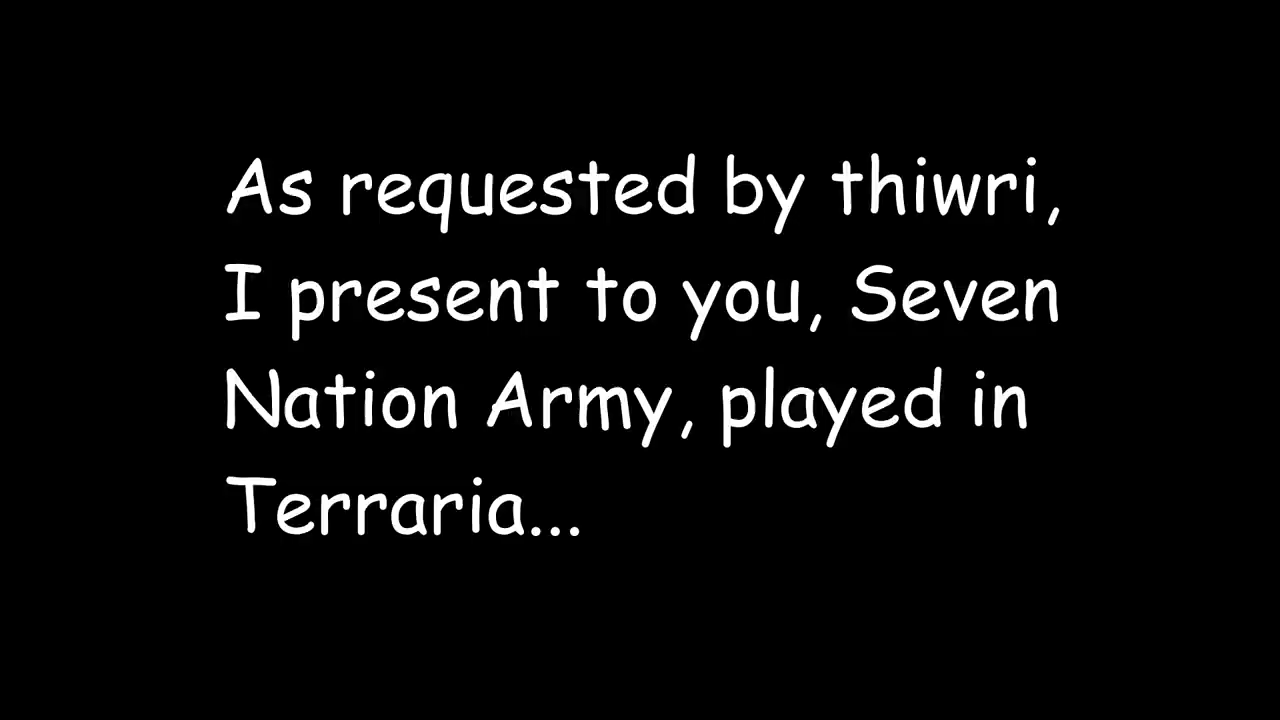 As requested by thiwri,
I present to you, Seven
Nation Army, played in
Terraria...